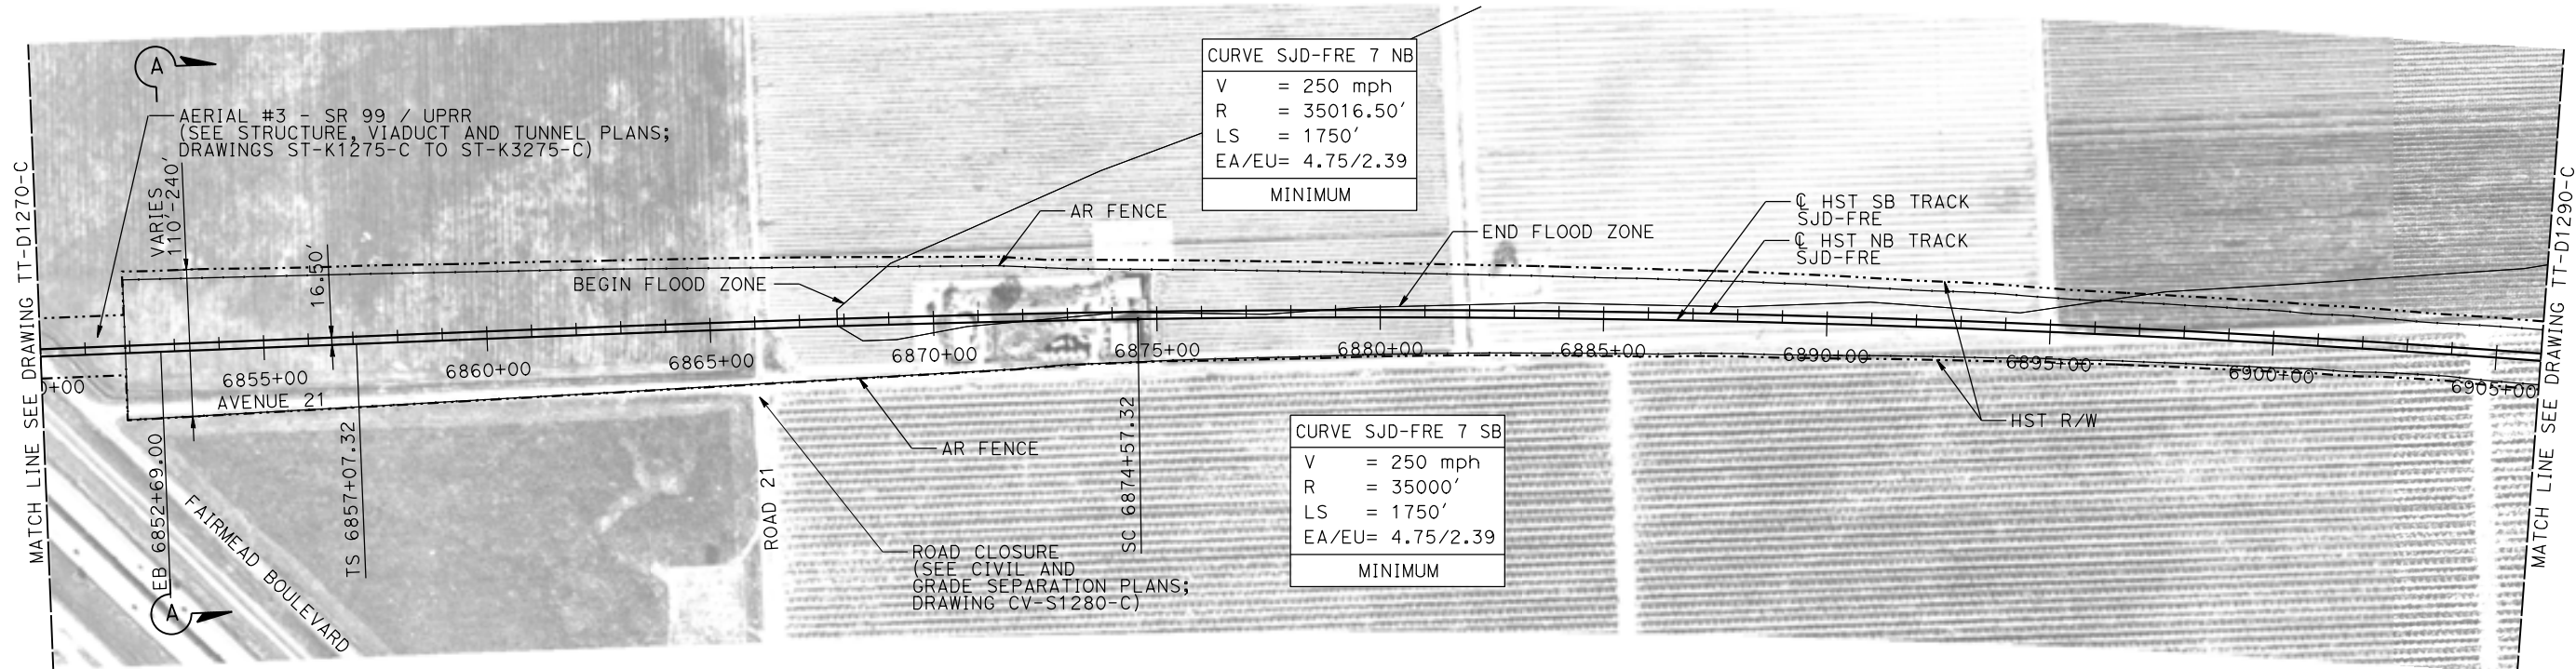 A
AERIAL #3 - SR 99 / UPRR
(SEE STRUCTURE, VIADUCT AND TUNNEL PLANS;
DRAWINGS ST-K1275-C TO ST-K3275-C)
MATCH LINE SEE DRAWING TT-D1270-C
VARIES
110'-240'
16.50'
CURVE SJD-FRE 7 NB
V = 250 mph
R = 35016.50'
LS = 1750'
EA/EU= 4.75/2.39
MINIMUM
AR FENCE
BEGIN FLOOD ZONE
END FLOOD ZONE
℄ HST SB TRACK
SJD-FRE
℄ HST NB TRACK
SJD-FRE
MATCH LINE SEE DRAWING TT-D1290-C
0+00
6855+00
6860+00
6865+00
6870+00
6875+00
6880+00
6885+00
6890+00
6895+00
6900+00
6905+00
AVENUE 21
EB 6852+69.00
TS 6857+07.32
SC 6874+57.32
FAIRMEAD BOULEVARD
ROAD 21
AR FENCE
HST R/W
CURVE SJD-FRE 7 SB
V = 250 mph
R = 35000'
LS = 1750'
EA/EU= 4.75/2.39
MINIMUM
ROAD CLOSURE
(SEE CIVIL AND
GRADE SEPARATION PLANS;
DRAWING CV-S1280-C)
A